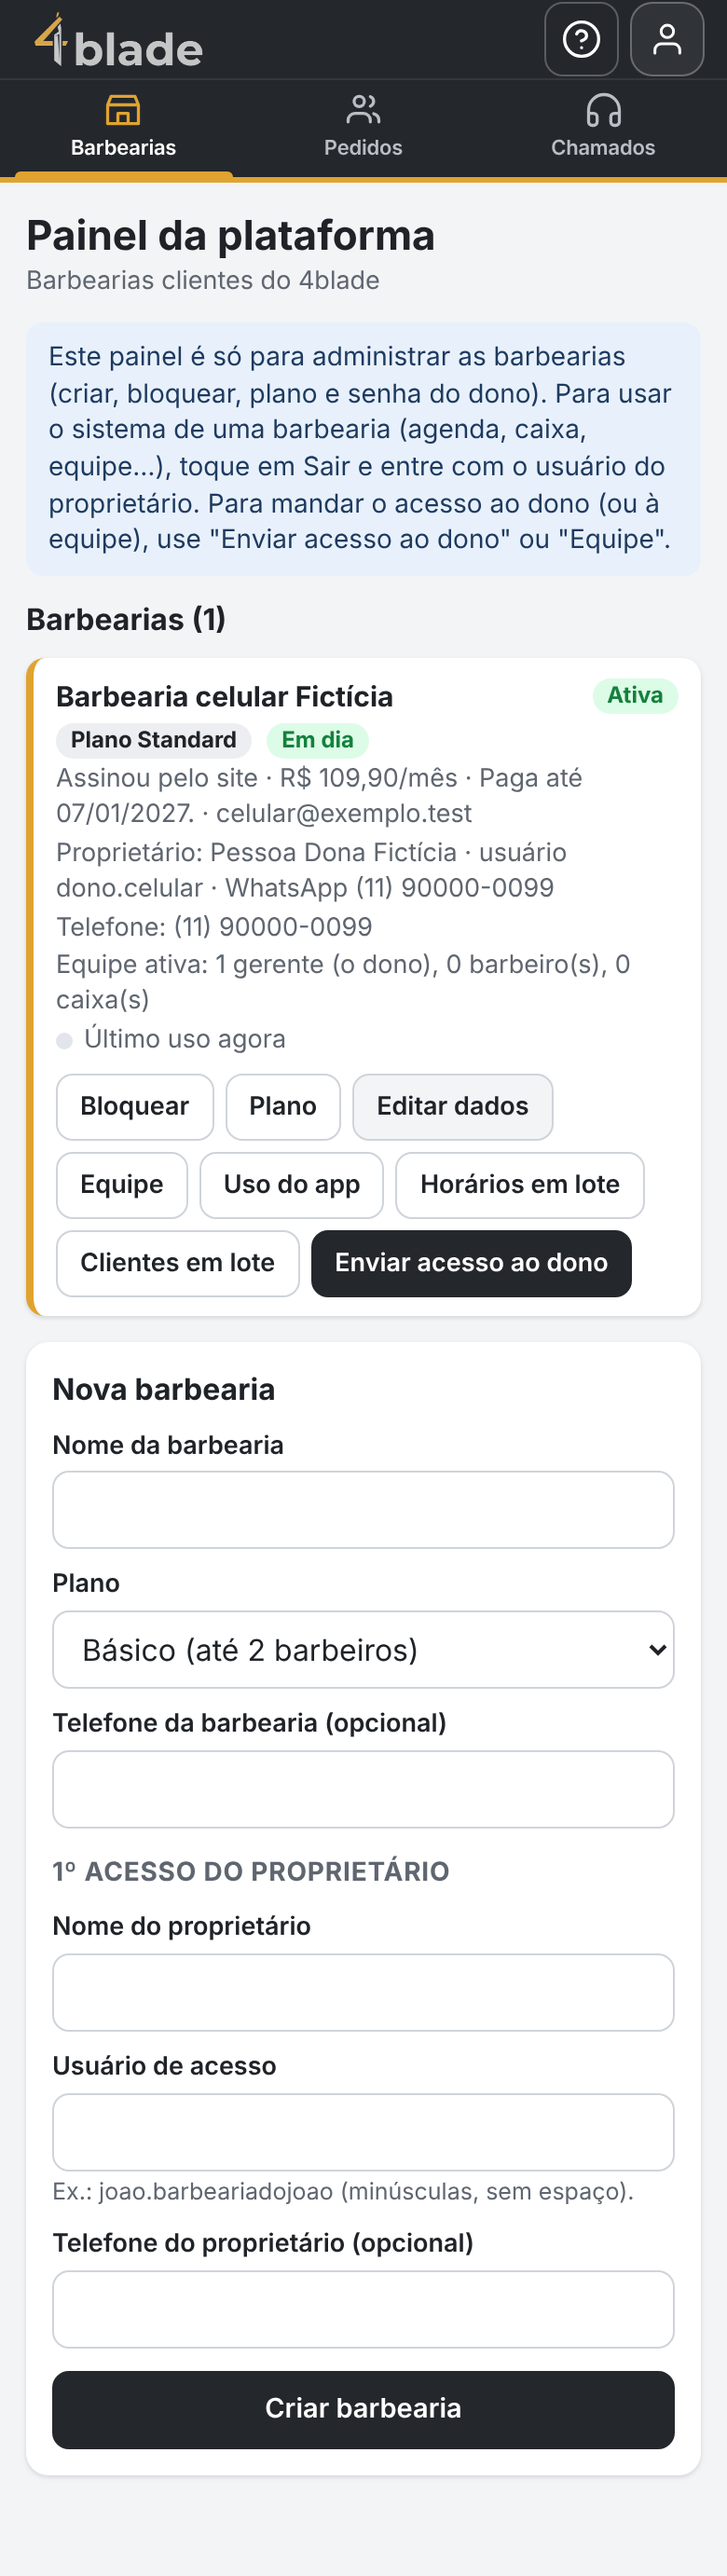 4blade
Barbearias
Pedidos
Chamados
Painel da plataforma
Barbearias clientes do 4blade
Este painel é só para administrar as barbearias
(criar, bloquear, plano e senha do dono). Para usar
o sistema de uma barbearia (agenda, caixa,
equipe...), toque em Sair e entre com o usuário do
proprietário. Para mandar o acesso ao dono (ou à
equipe), use "Enviar acesso ao dono" ou "Equipe".
Barbearias (1)
Barbearia celular Fictícia
Ativa
Plano Standard
Em dia
Assinou pelo site · R$ 109,90/mês · Paga até
07/01/2027. · celular@exemplo.test
Proprietário: Pessoa Dona Fictícia · usuário
dono.celular · WhatsApp (11) 90000-0099
Telefone: (11) 90000-0099
Equipe ativa: 1 gerente (o dono), 0 barbeiro(s), 0
caixa(s)
Último uso agora
Bloquear
Plano
Editar dados
Equipe
Uso do app
Horários em lote
Clientes em lote
Enviar acesso ao dono
Nova barbearia
Nome da barbearia
Plano
Básico (até 2 barbeiros)
Telefone da barbearia (opcional)
1º ACESSO DO PROPRIETÁRIO
Nome do proprietário
Usuário de acesso
Ex.: joao.barbeariadojoao (minúsculas, sem espaço).
Telefone do proprietário (opcional)
Criar barbearia